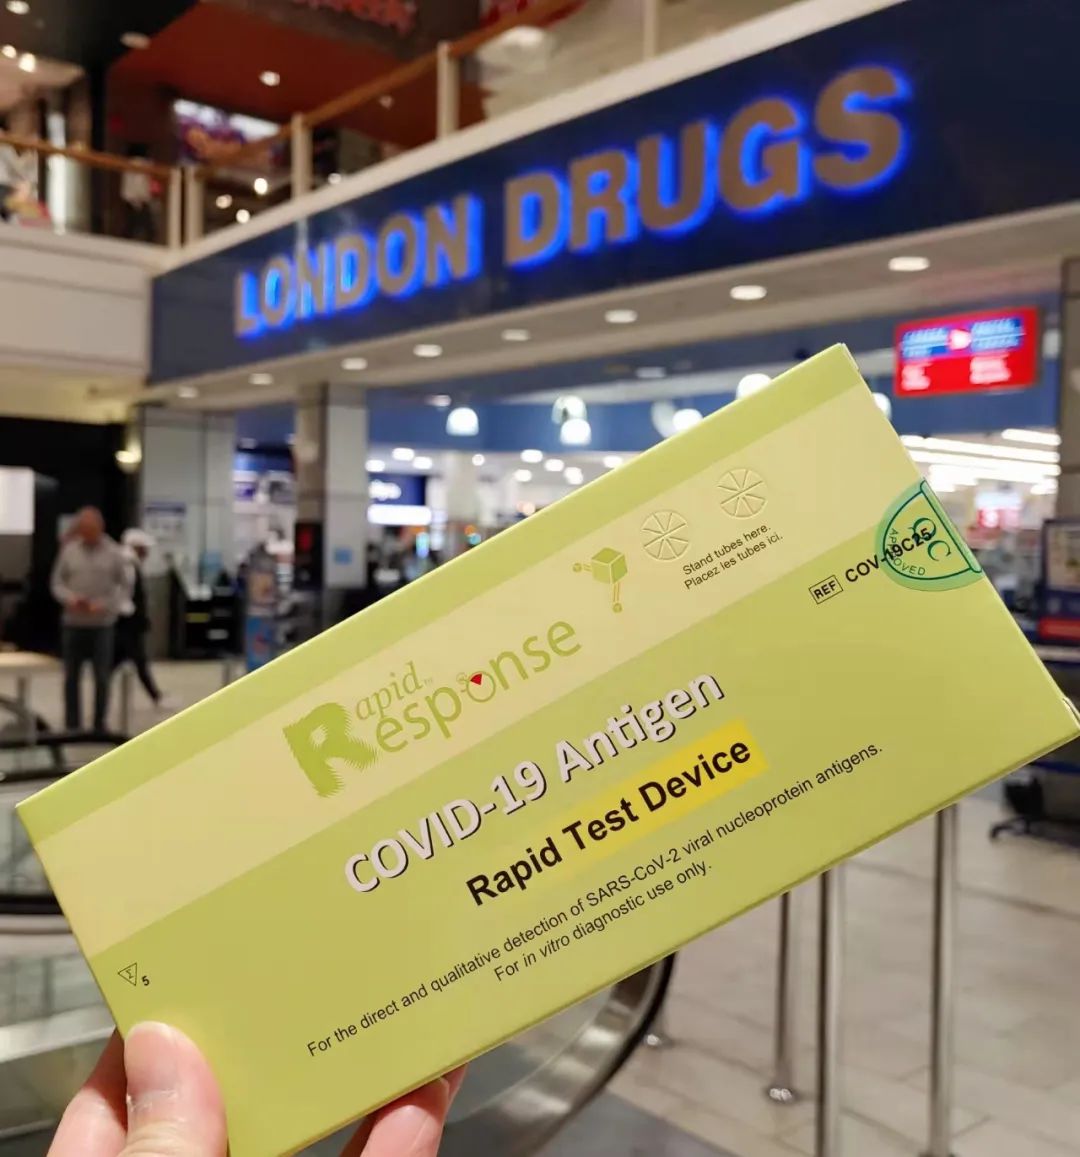 LONDON DRUGS
Stand tubes here.
Placez les tubes ici.
REF COV-19C25
APPROVED
Rapid™
Response
COVID-19 Antigen
Rapid Test Device
For the direct and qualitative detection of SARS-CoV-2 viral nucleoprotein antigens.
For in vitro diagnostic use only.
Σ 5